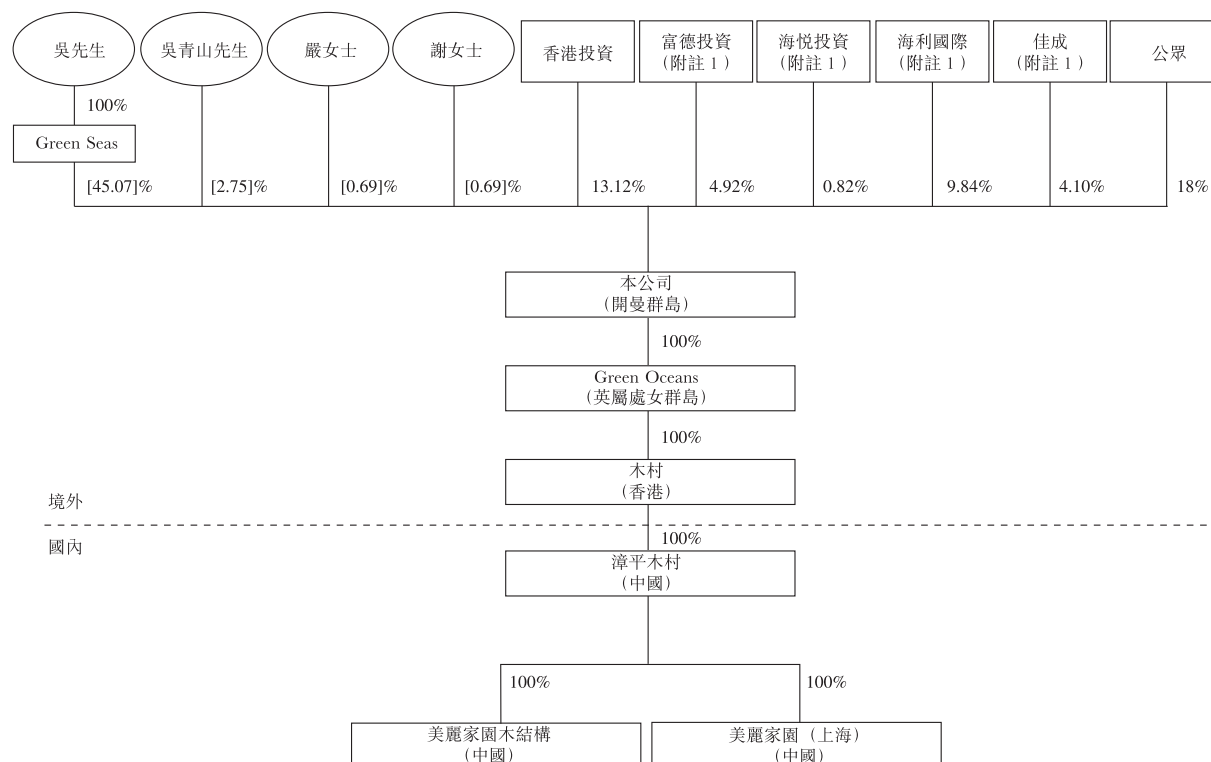 吳先生
吳青山先生
嚴女士
謝女士
香港投資
富德投資
(附註 1 )
海悅投資
(附註 1 )
海利國際
(附註 1 )
佳成
(附註 1 )
公眾
100%
Green Seas
[45.07]%
[2.75]%
[0.69]%
[0.69]%
13.12%
4.92%
0.82%
9.84%
4.10%
18%
本公司
(開曼群島)
100%
Green Oceans
(英屬處女群島)
100%
木村
(香港)
境外
100%
國內
漳平木村
(中國)
100%
100%
美麗家園木結構
(中國)
美麗家園 (上海)
(中國)